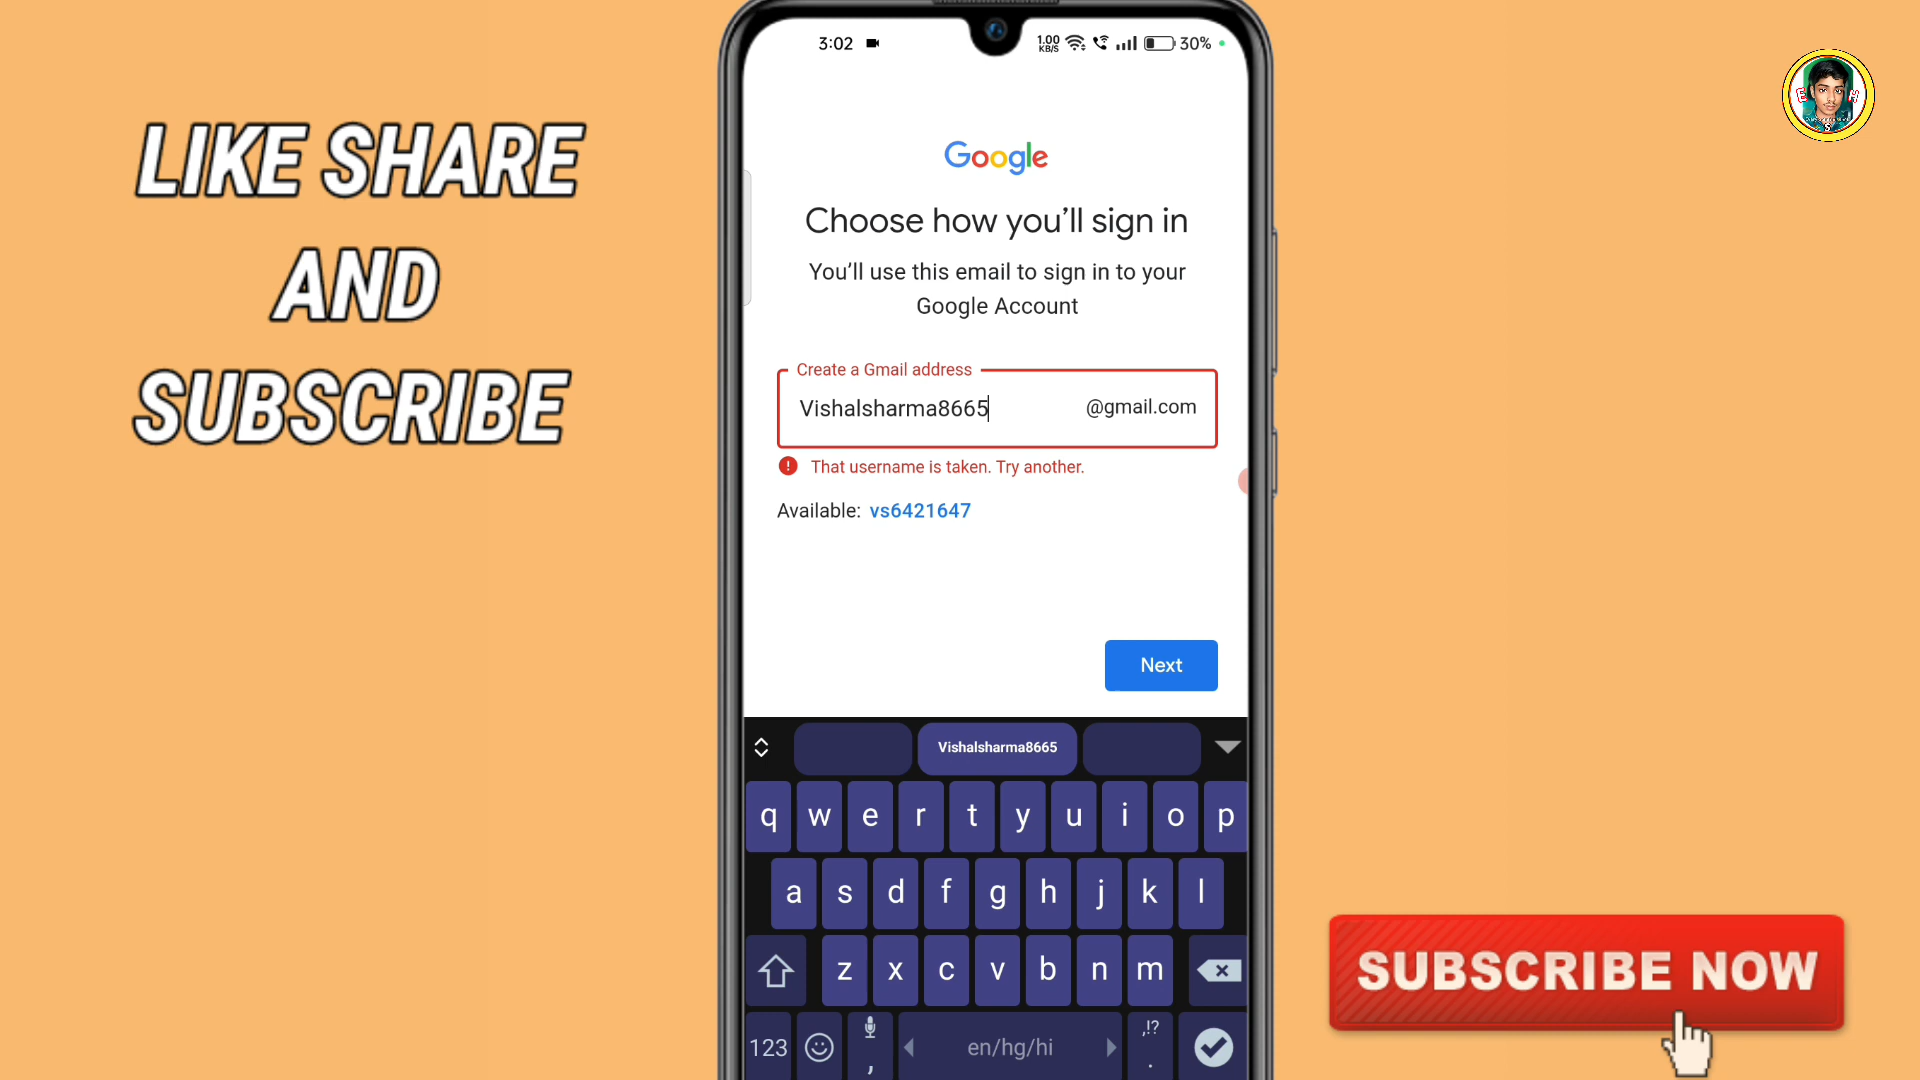 LIKE SHARE
AND
SUBSCRIBE
3:02
1.00
KB/S
30%
Google
Choose how you’ll sign in
You’ll use this email to sign in to your
Google Account
Create a Gmail address
Vishalsharma8665
@gmail.com
That username is taken. Try another.
Available: vs6421647
Next
Vishalsharma8665
q w e r t y u i o p
a s d f g h j k l
z x c v b n m
123
,
en/hg/hi
,!?
.
SUBSCRIBE NOW